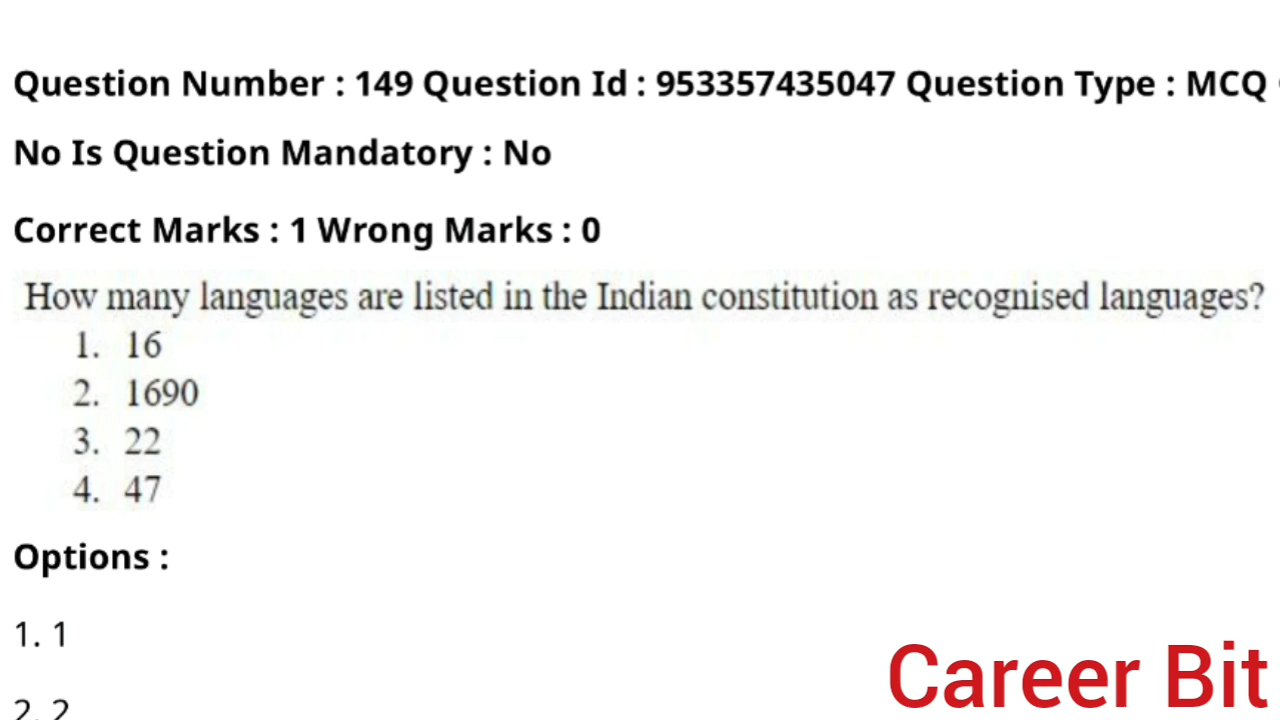 Question Number : 149 Question Id : 953357435047 Question Type : MCQ
No Is Question Mandatory : No
Correct Marks : 1 Wrong Marks : 0
How many languages are listed in the Indian constitution as recognised languages?
1. 16
2. 1690
3. 22
4. 47
Options :
1. 1
2. 2
Career Bit